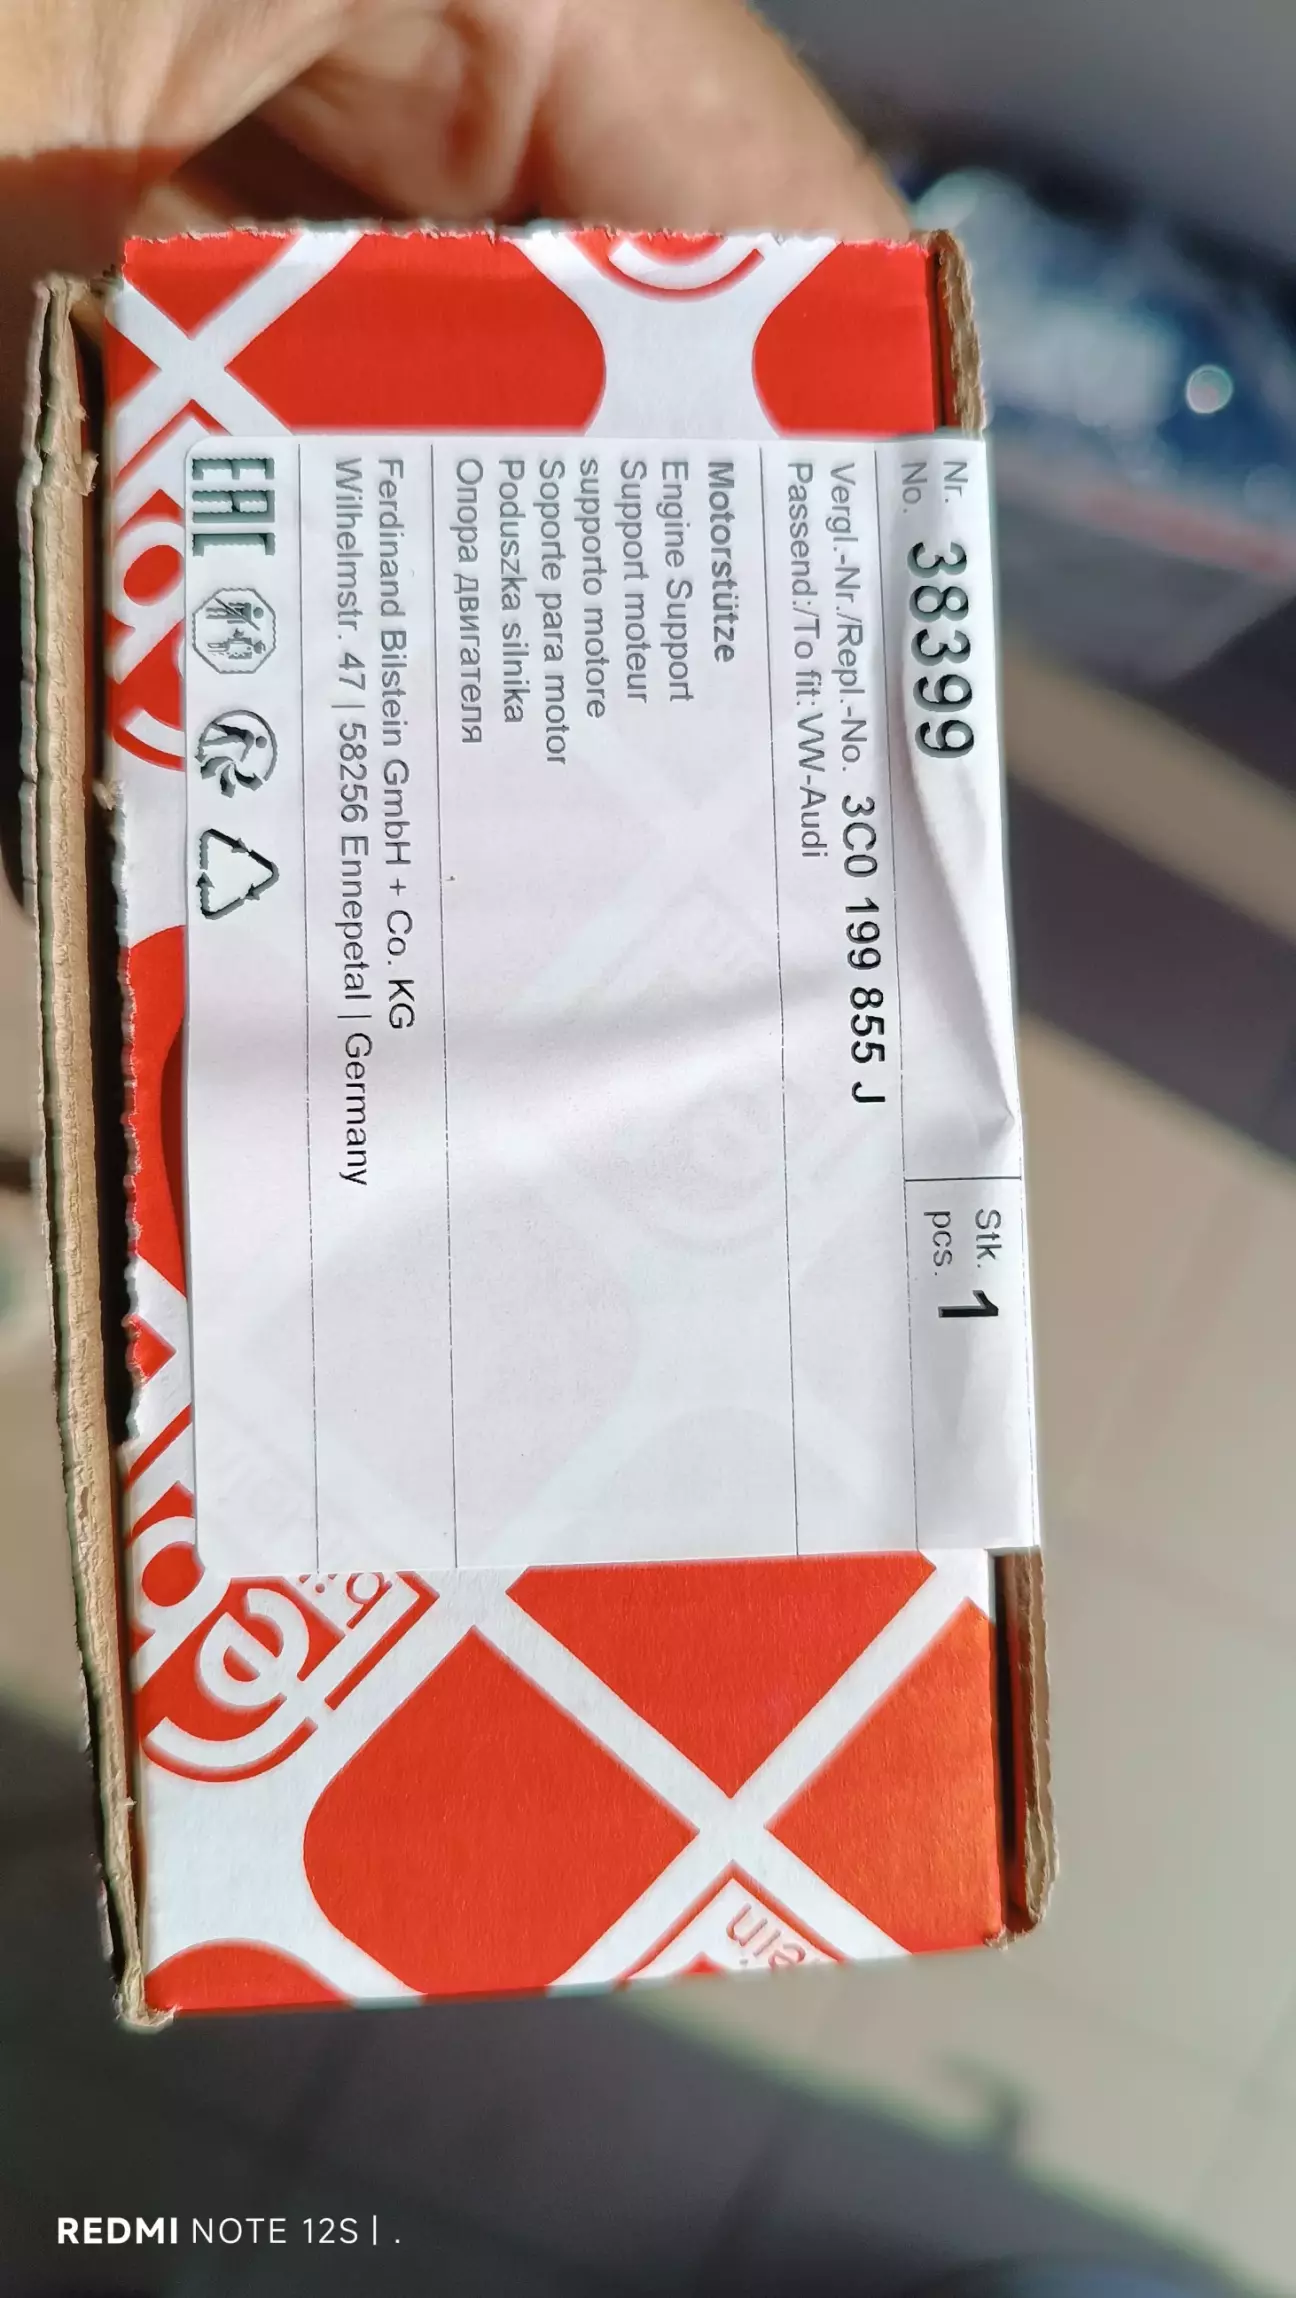 Nr. 38399
No.
Stk. 1
pcs.
Vergl.-Nr./Repl.-No. 3C0 199 855 J
Passend:/To fit: VW-Audi
Motorstütze
Engine Support
Support moteur
supporto motore
Soporte para motor
Poduszka silnika
Опора двигателя
Ferdinand Bilstein GmbH + Co. KG
Wilhelmstr. 47 | 58256 Ennepetal | Germany
EAC
fe
REDMI NOTE 12S | .